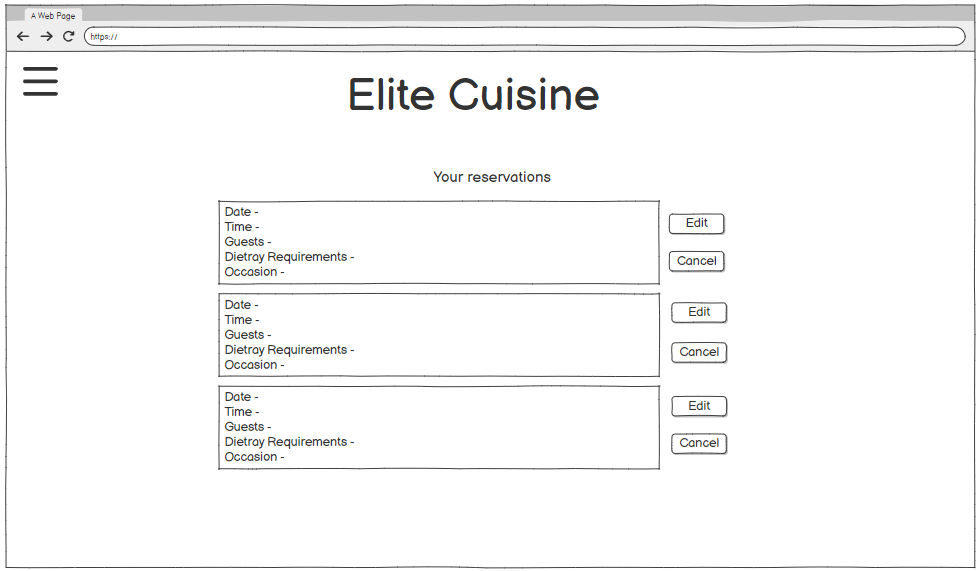 A Web Page
https://
Elite Cuisine
Your reservations
Date -
Time -
Guests -
Dietray Requirements -
Occasion -
Edit
Cancel
Date -
Time -
Guests -
Dietray Requirements -
Occasion -
Edit
Cancel
Date -
Time -
Guests -
Dietray Requirements -
Occasion -
Edit
Cancel